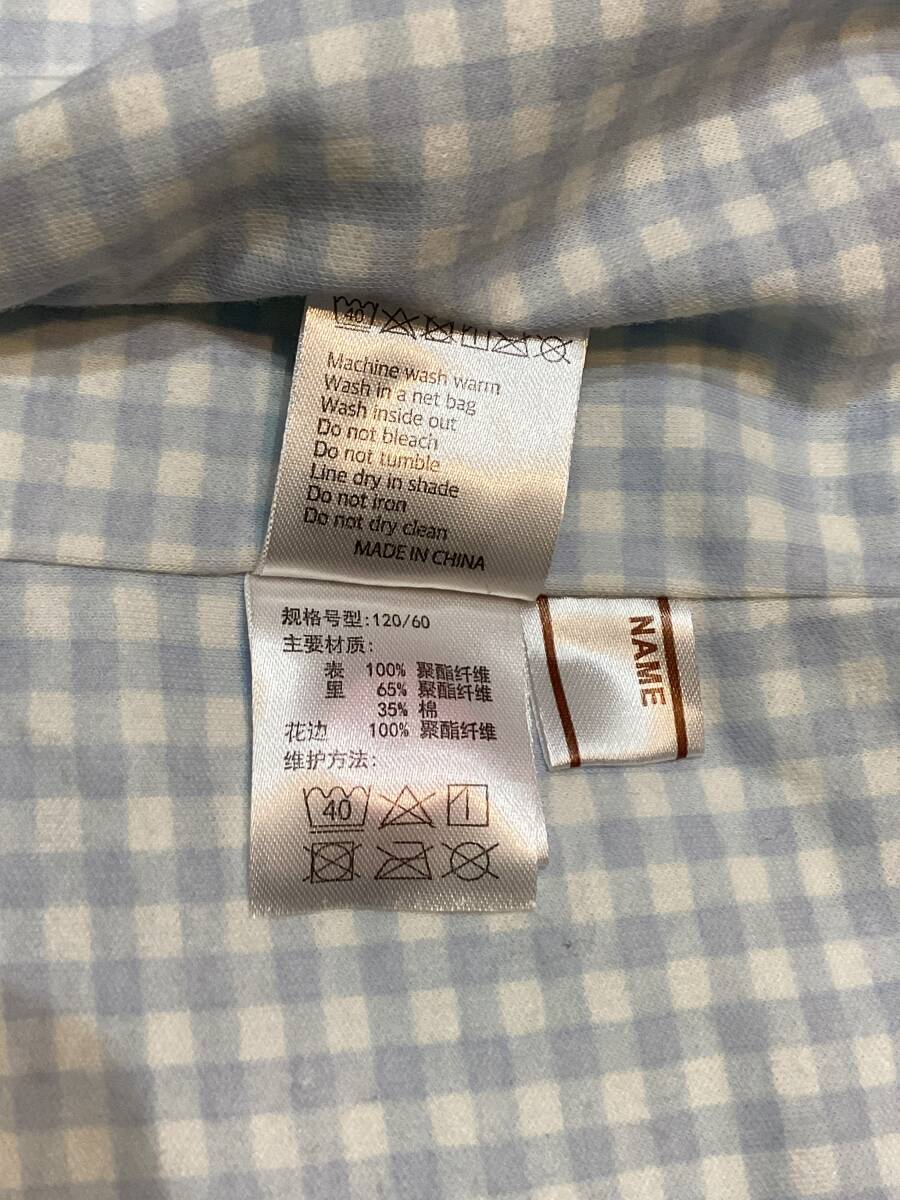 40
Machine wash warm
Wash in a net bag
Wash inside out
Do not bleach
Do not tumble
Line dry in shade
Do not iron
Do not dry clean
MADE IN CHINA
规格号型:120/60
主要材质:
表 100% 聚酯纤维
里 65% 聚酯纤维
35% 棉
花边 100% 聚酯纤维
维护方法:
40
NAME